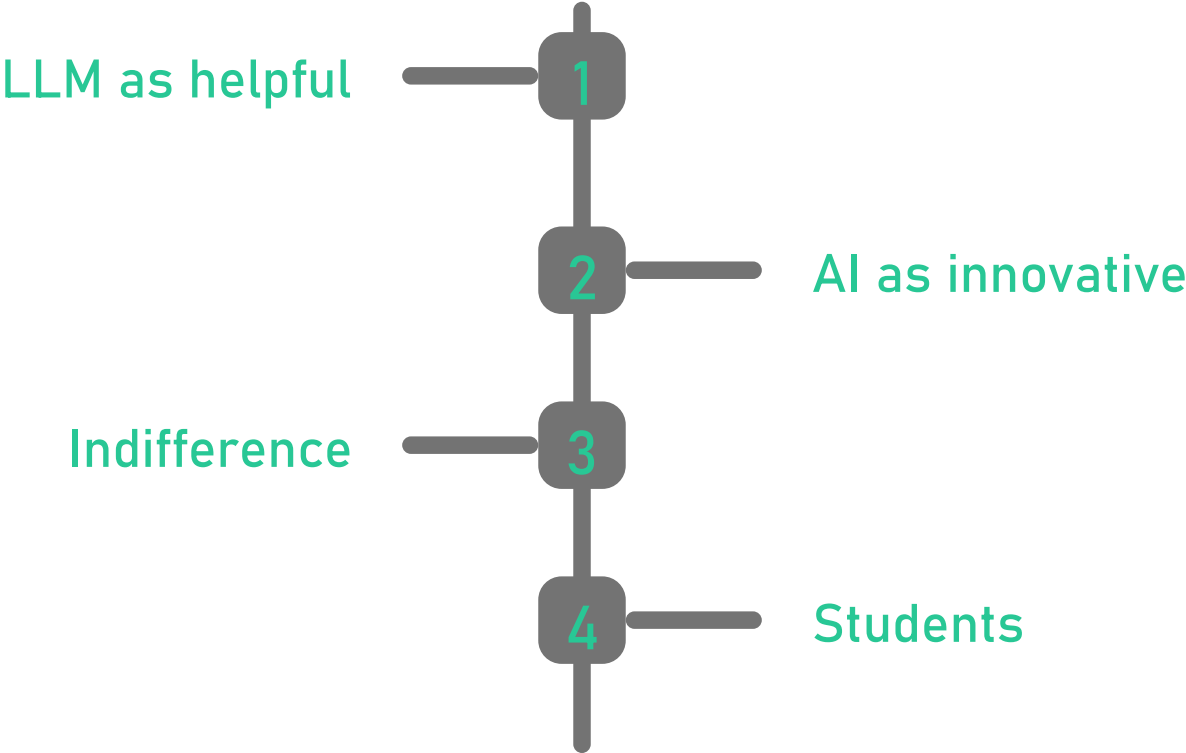 LLM as helpful
1
2
AI as innovative
Indifference
3
4
Students